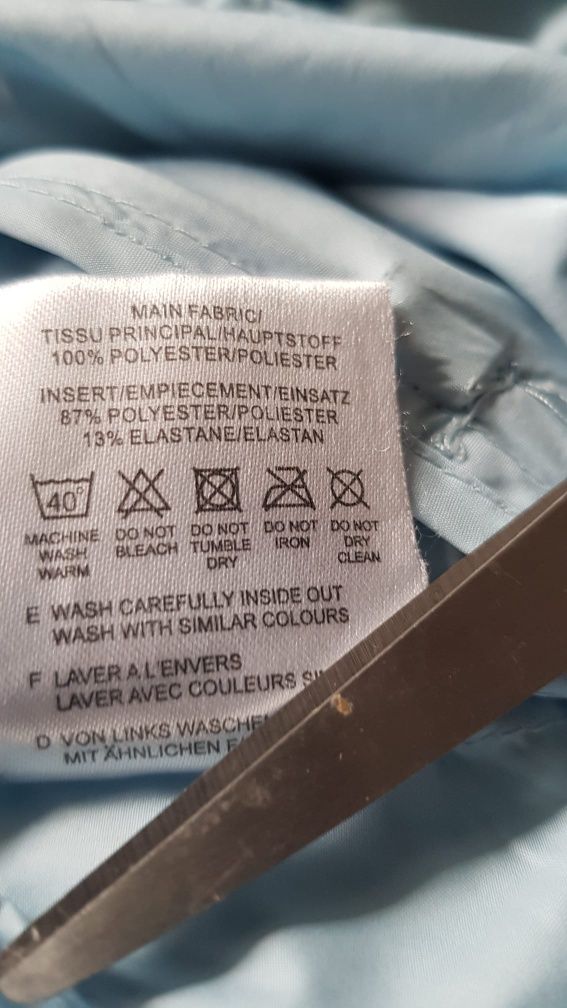 MAIN FABRIC/
TISSU PRINCIPAL/HAUPTSTOFF
100% POLYESTER/POLIESTER
INSERT/EMPIECEMENT/EINSATZ
87% POLYESTER/POLIESTER
13% ELASTANE/ELASTAN
40°
MACHINE WASH WARM
DO NOT BLEACH
DO NOT TUMBLE DRY
DO NOT IRON
DO NOT DRY CLEAN
E WASH CAREFULLY INSIDE OUT
WASH WITH SIMILAR COLOURS
F LAVER A L'ENVERS
LAVER AVEC COULEURS
D VON LINKS
MIT ÄHNLICHEN